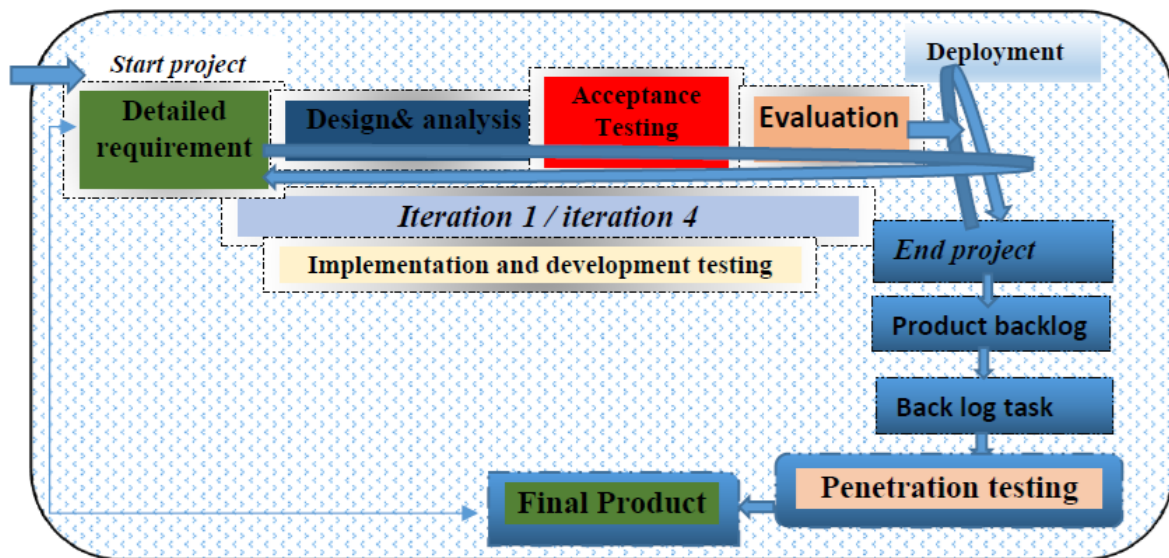 Start project
Deployment
Detailed
requirement
Design& analysis
Acceptance
Testing
Evaluation
Iteration 1 / iteration 4
Implementation and development testing
End project
Product backlog
Back log task
Penetration testing
Final Product